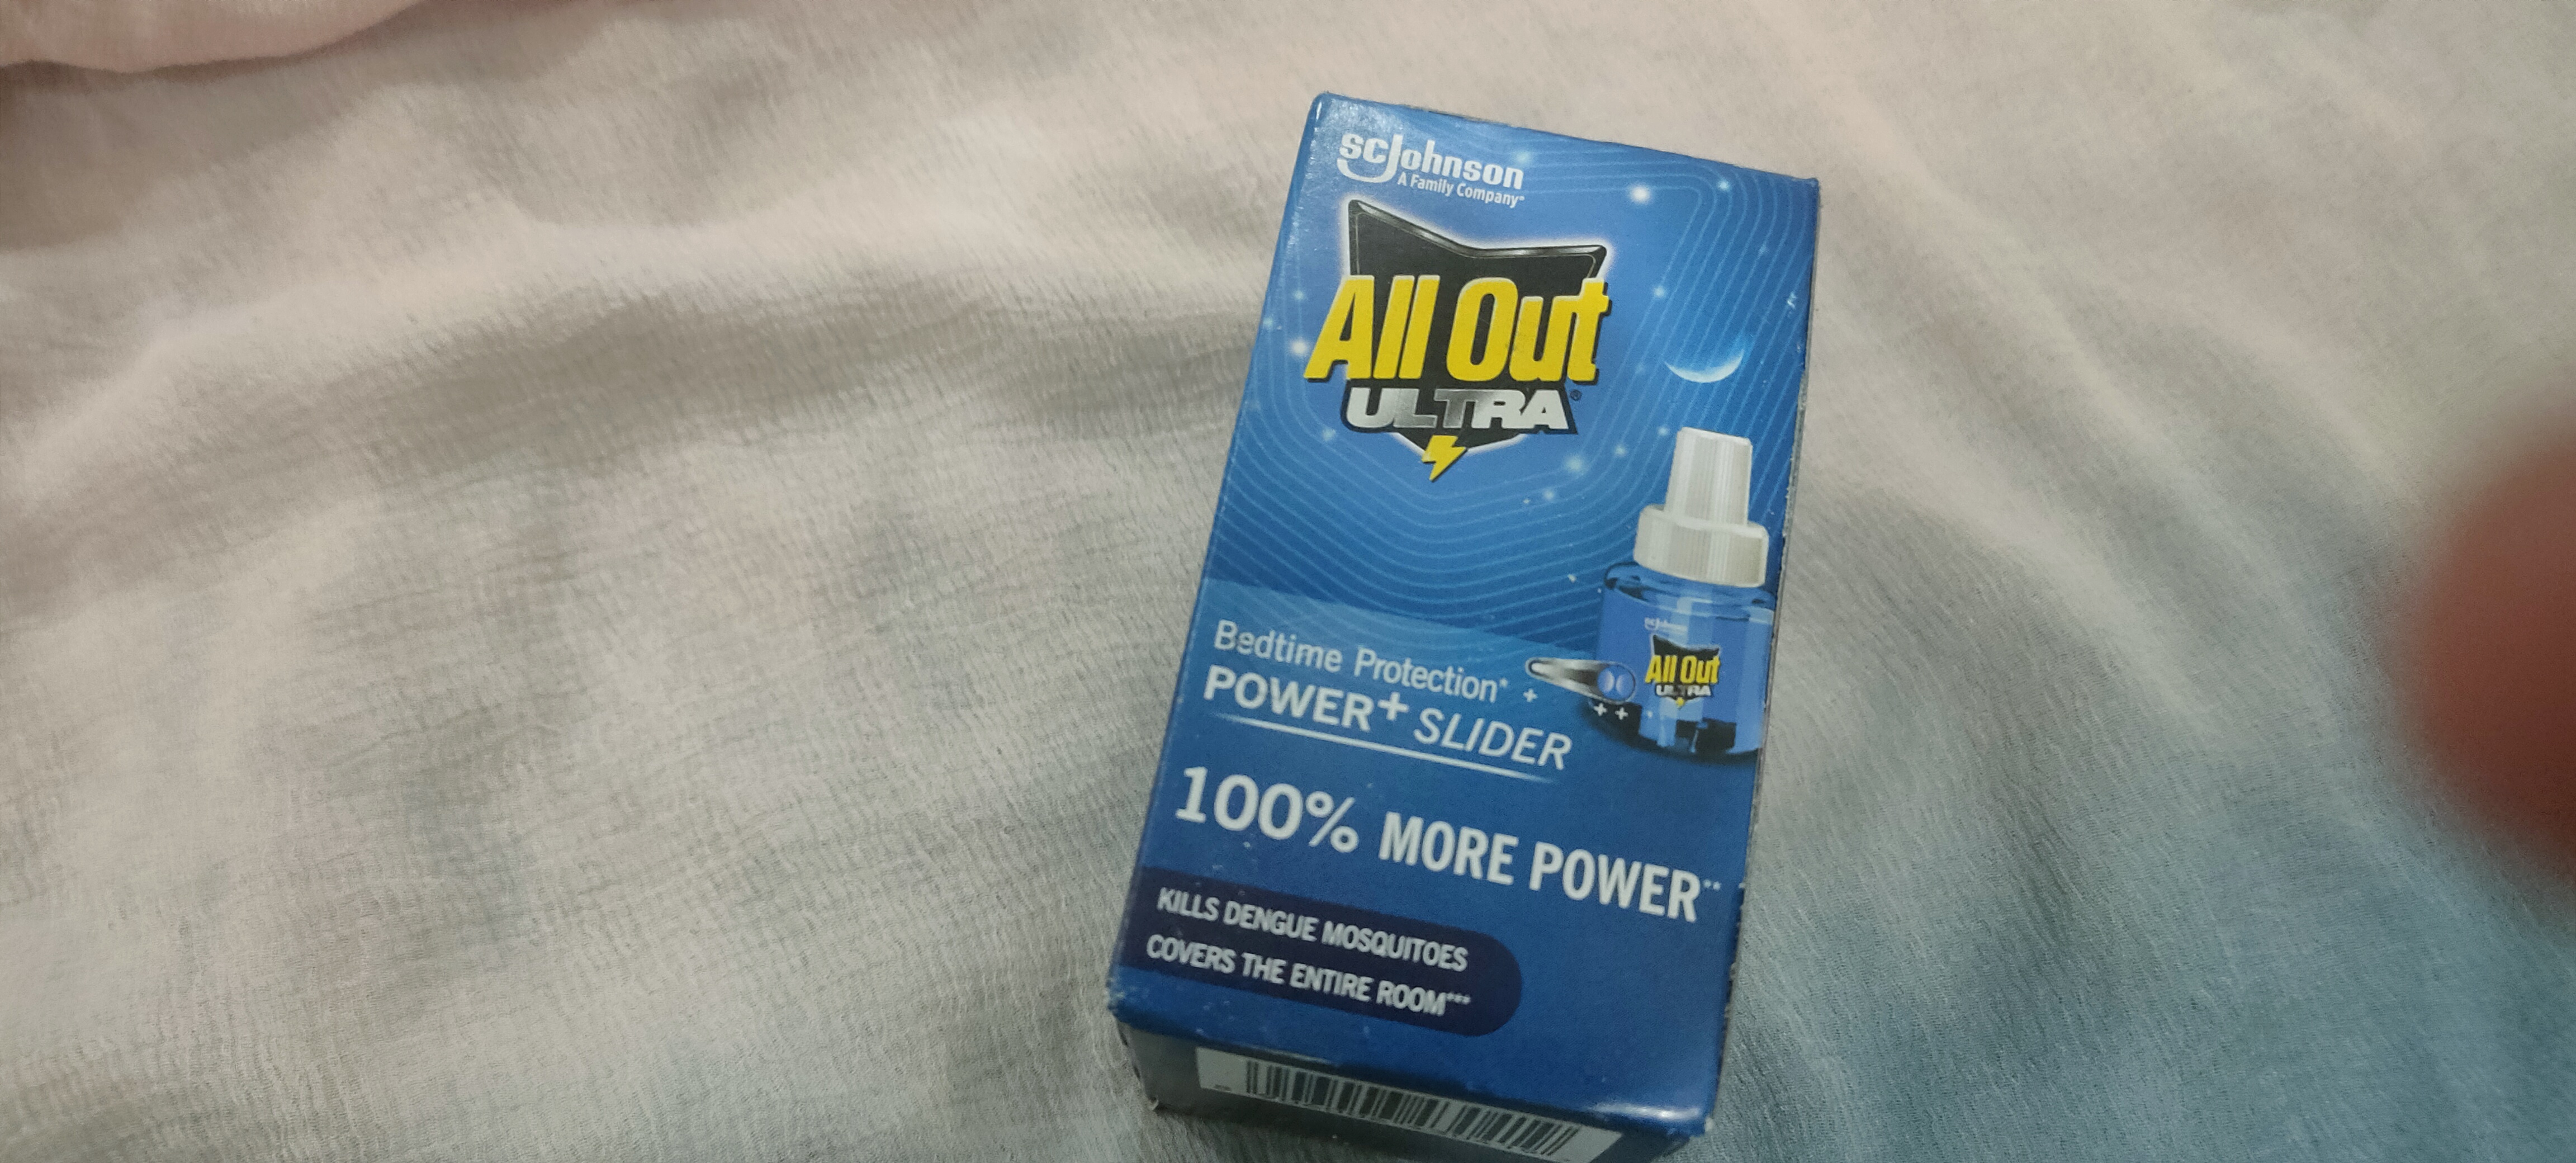 scJohnson
A Family Company®
All Out
ULTRA®
scJohnson
All Out
ULTRA
Bedtime Protection* +
POWER+ SLIDER
100% MORE POWER**
KILLS DENGUE MOSQUITOES
COVERS THE ENTIRE ROOM***